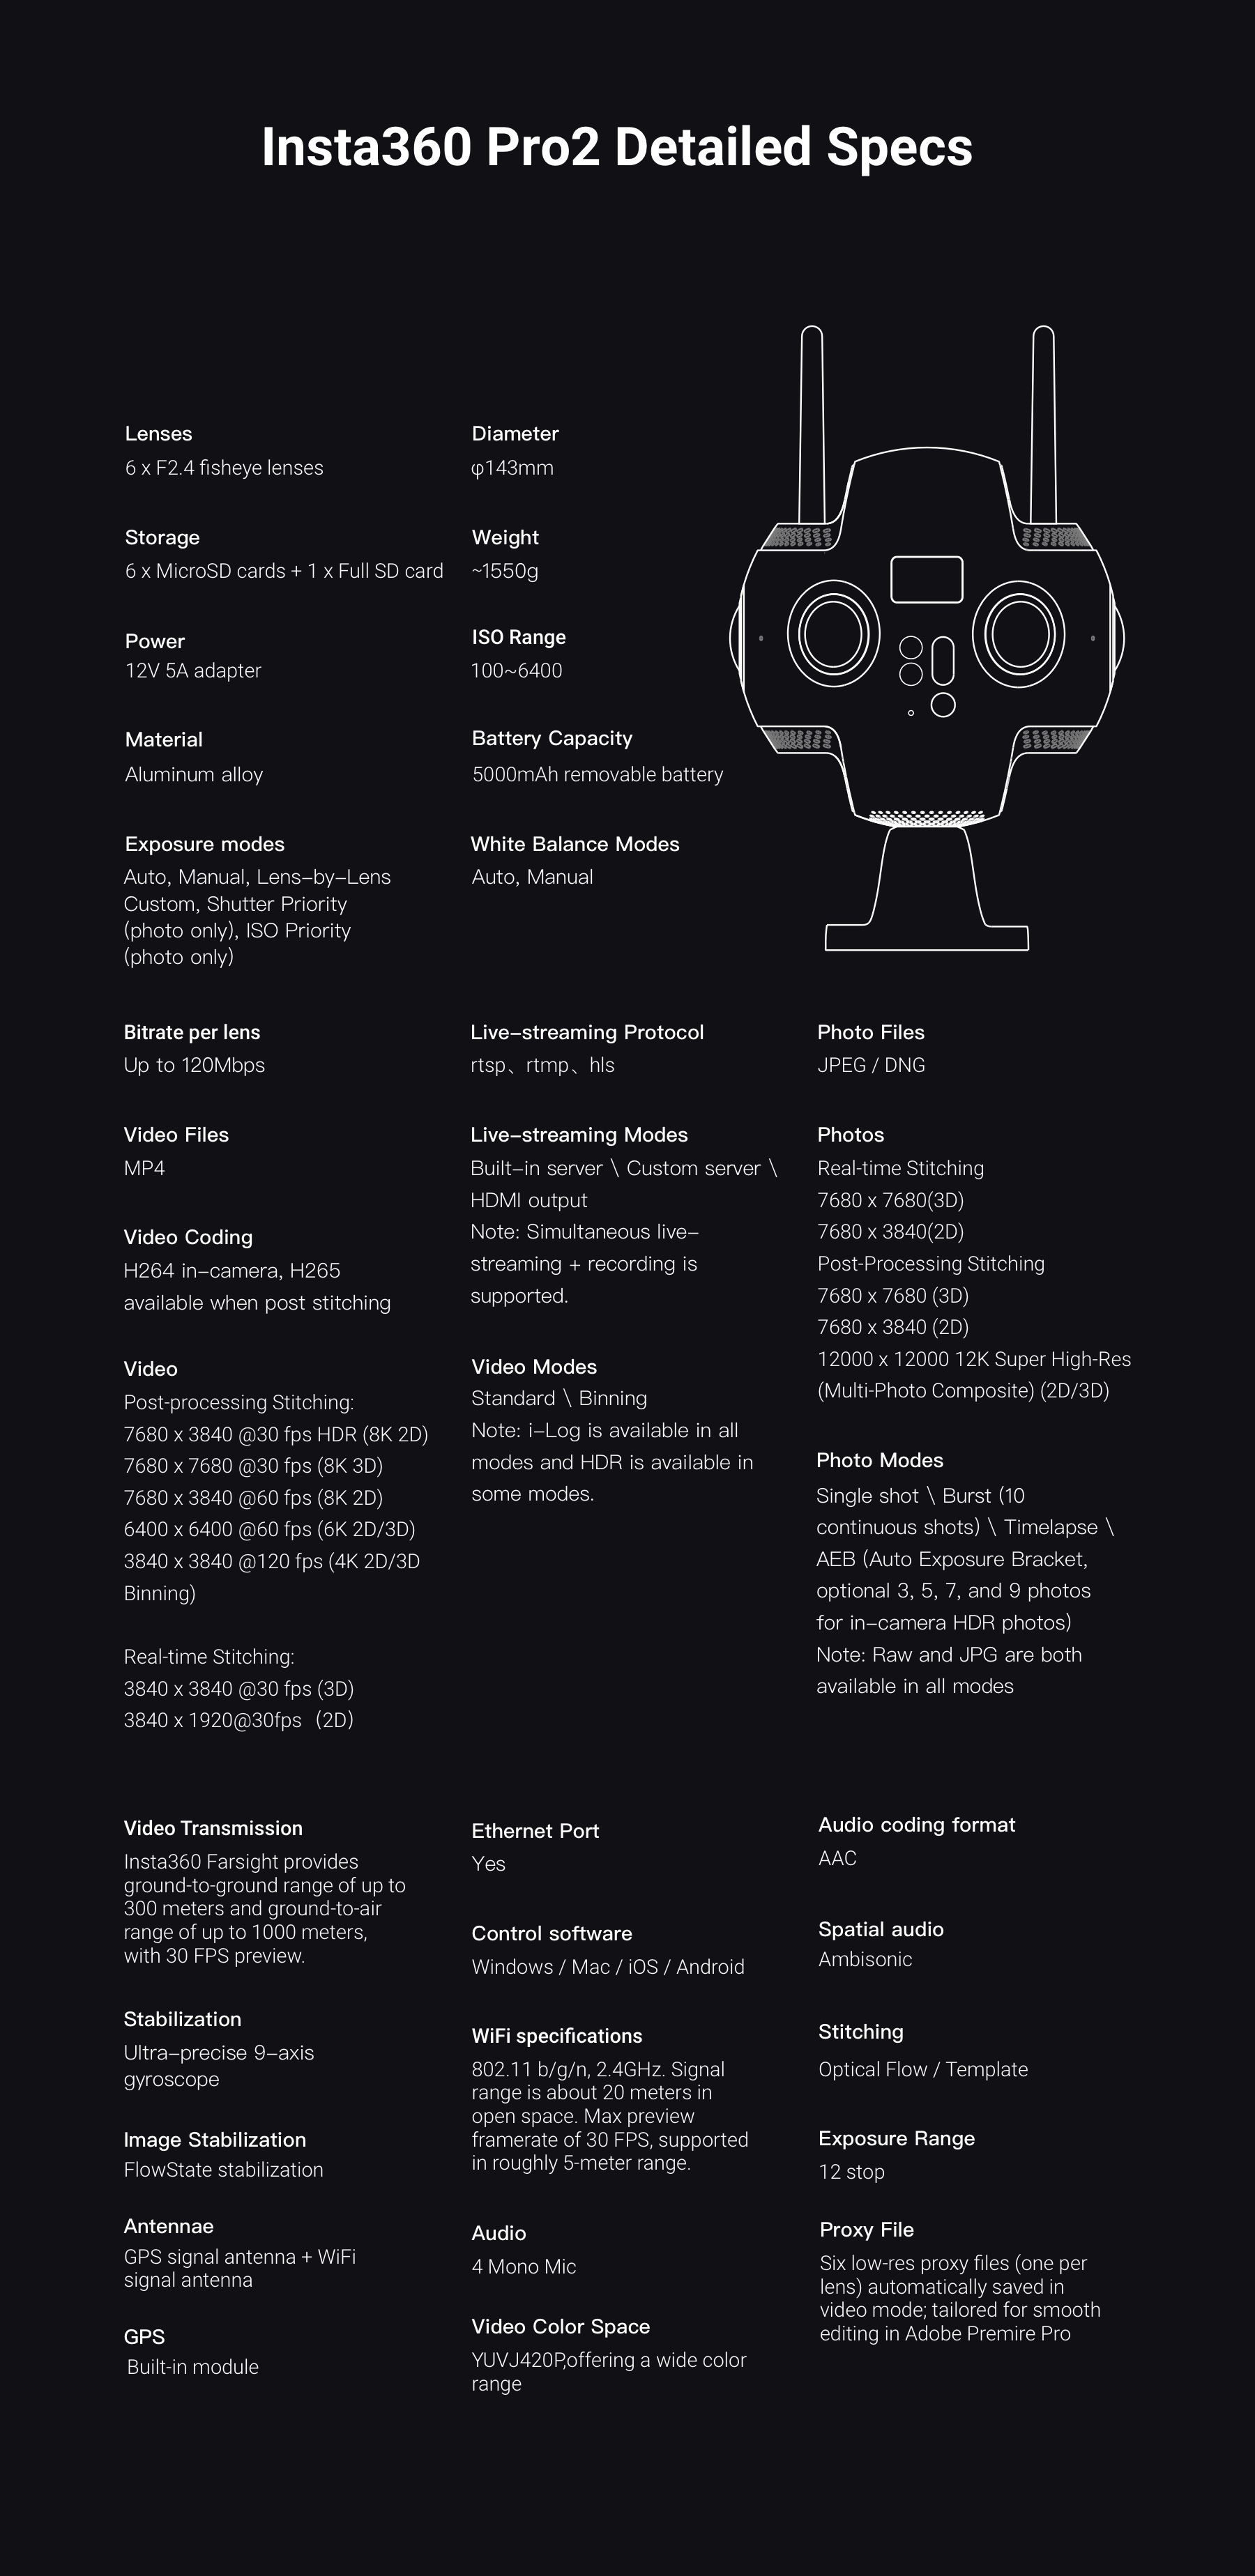 Insta360 Pro2 Detailed Specs
Lenses
6 x F2.4 fisheye lenses
Storage
6 x MicroSD cards + 1 x Full SD card
Power
12V 5A adapter
Material
Aluminum alloy
Exposure modes
Auto, Manual, Lens–by–Lens
Custom, Shutter Priority
(photo only), ISO Priority
(photo only)
Diameter
φ143mm
Weight
~1550g
ISO Range
100~6400
Battery Capacity
5000mAh removable battery
White Balance Modes
Auto, Manual
Bitrate per lens
Up to 120Mbps
Video Files
MP4
Video Coding
H264 in–camera, H265
available when post stitching
Video
Post-processing Stitching:
7680 x 3840 @30 fps HDR (8K 2D)
7680 x 7680 @30 fps (8K 3D)
7680 x 3840 @60 fps (8K 2D)
6400 x 6400 @60 fps (6K 2D/3D)
3840 x 3840 @120 fps (4K 2D/3D
Binning)
Real-time Stitching:
3840 x 3840 @30 fps (3D)
3840 x 1920@30fps（2D）
Live–streaming Protocol
rtsp、rtmp、hls
Live–streaming Modes
Built–in server \ Custom server \
HDMI output
Note: Simultaneous live–
streaming + recording is
supported.
Video Modes
Standard \ Binning
Note: i–Log is available in all
modes and HDR is available in
some modes.
Photo Files
JPEG / DNG
Photos
Real-time Stitching
7680 x 7680(3D)
7680 x 3840(2D)
Post-Processing Stitching
7680 x 7680 (3D)
7680 x 3840 (2D)
12000 x 12000 12K Super High-Res
(Multi-Photo Composite) (2D/3D)
Photo Modes
Single shot \ Burst (10
continuous shots) \ Timelapse \
AEB (Auto Exposure Bracket,
optional 3, 5, 7, and 9 photos
for in–camera HDR photos)
Note: Raw and JPG are both
available in all modes
Video Transmission
Insta360 Farsight provides
ground-to-ground range of up to
300 meters and ground-to-air
range of up to 1000 meters,
with 30 FPS preview.
Stabilization
Ultra–precise 9–axis
gyroscope
Image Stabilization
FlowState stabilization
Antennae
GPS signal antenna + WiFi
signal antenna
GPS
Built-in module
Ethernet Port
Yes
Control software
Windows / Mac / iOS / Android
WiFi specifications
802.11 b/g/n, 2.4GHz. Signal
range is about 20 meters in
open space. Max preview
framerate of 30 FPS, supported
in roughly 5-meter range.
Audio
4 Mono Mic
Video Color Space
YUVJ420P,offering a wide color
range
Audio coding format
AAC
Spatial audio
Ambisonic
Stitching
Optical Flow / Template
Exposure Range
12 stop
Proxy File
Six low-res proxy files (one per
lens) automatically saved in
video mode; tailored for smooth
editing in Adobe Premire Pro